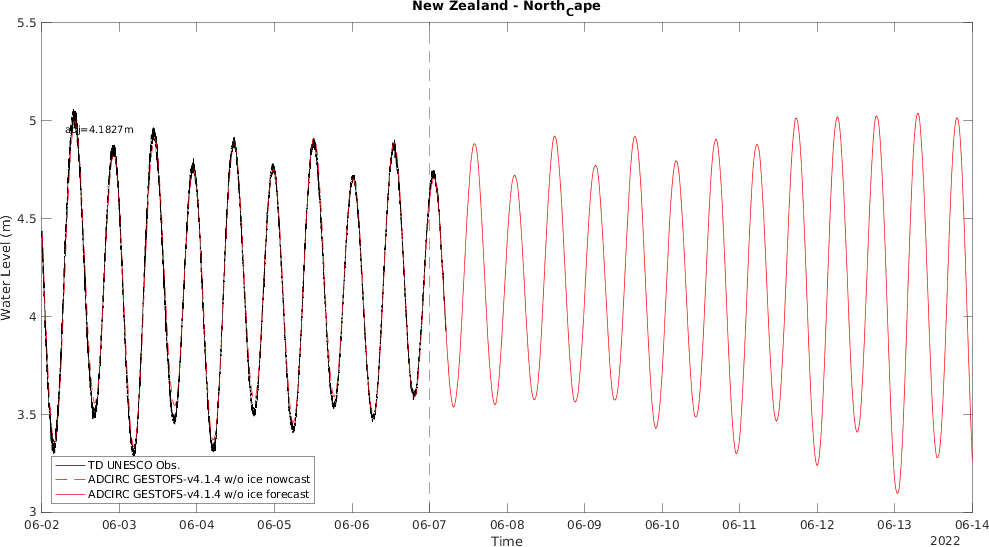 New Zealand - NorthCape
5.5
5
4.5
4
3.5
3
Water Level (m)
adj=4.1827m
TD UNESCO Obs.
ADCIRC GESTOFS-v4.1.4 w/o ice nowcast
ADCIRC GESTOFS-v4.1.4 w/o ice forecast
06-02 06-03 06-04 06-05 06-06 06-07 06-08 06-09 06-10 06-11 06-12 06-13 06-14
Time
2022